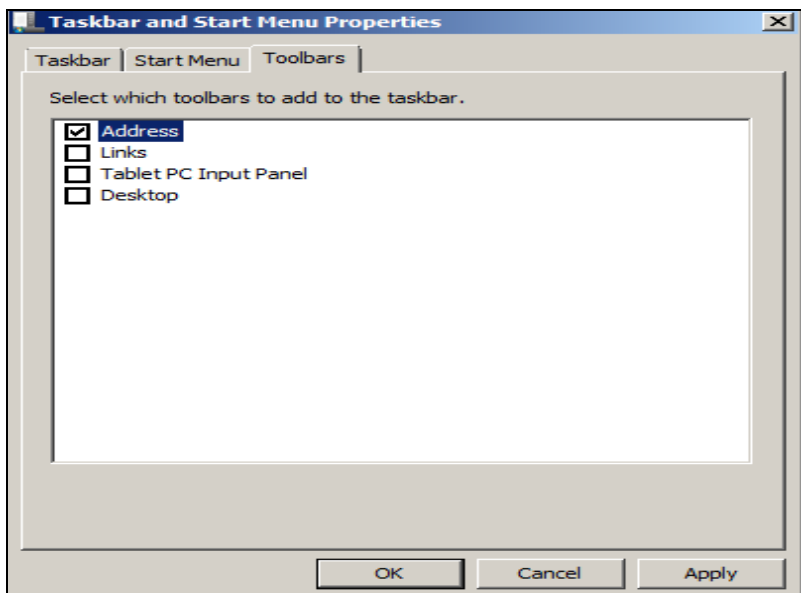 Taskbar and Start Menu Properties
Taskbar Start Menu Toolbars
Select which toolbars to add to the taskbar.
Address
Links
Tablet PC Input Panel
Desktop
OK Cancel Apply